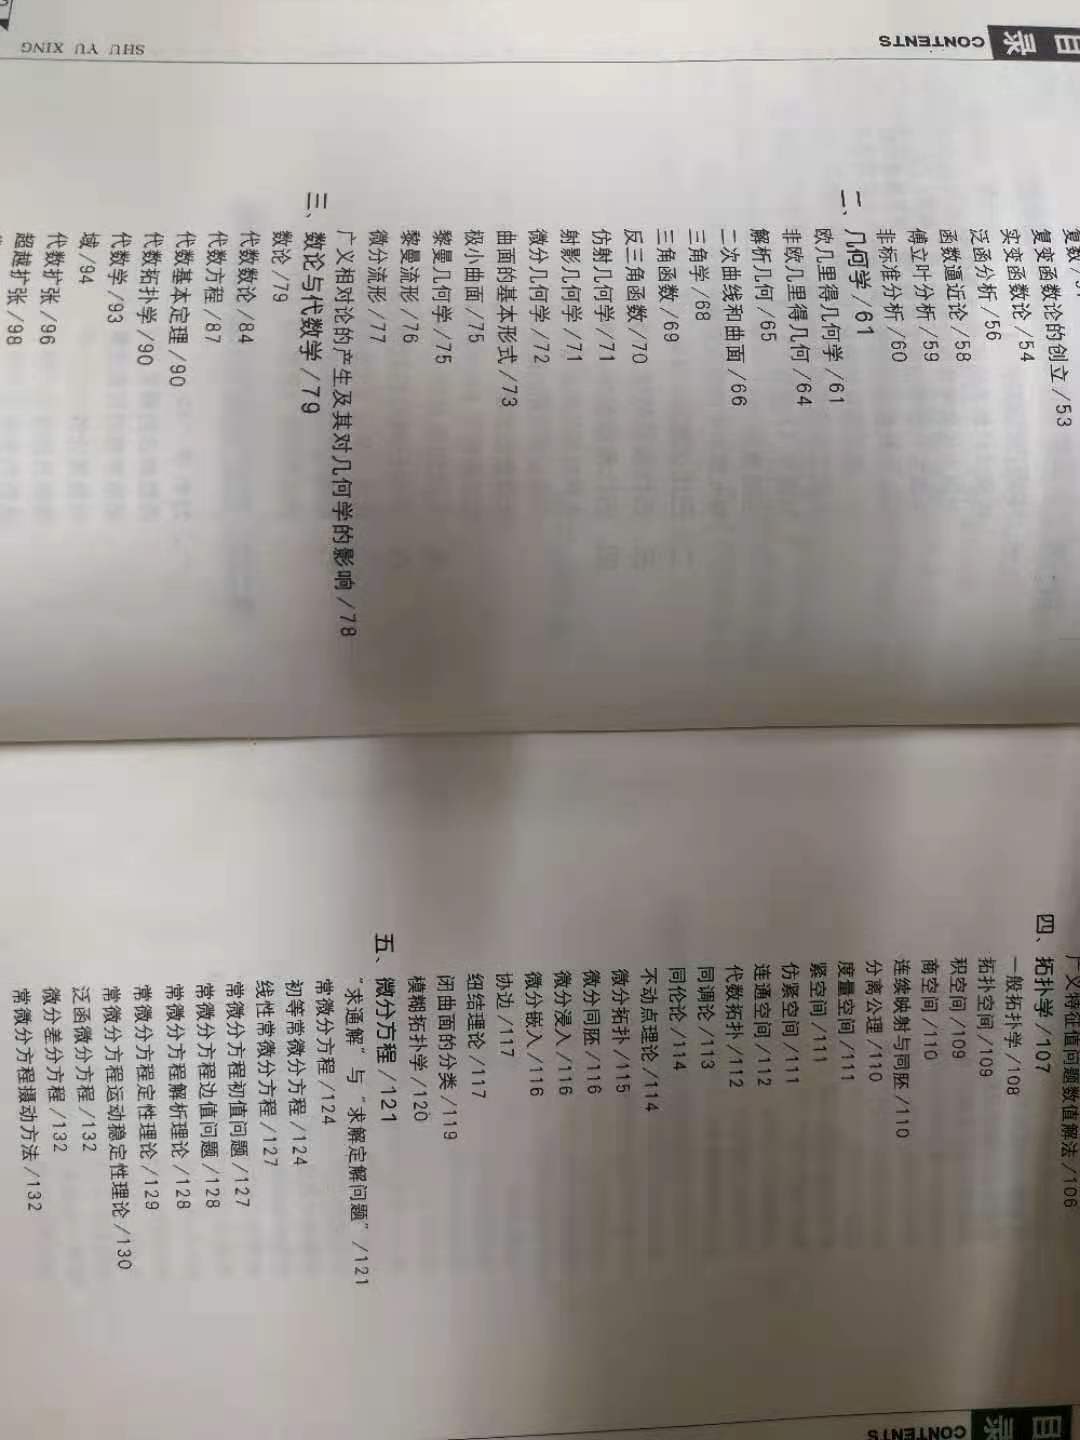 目录
CONTENTS
SHU YU XING
复变函数论的创立/53
实变函数论/54
泛函分析/56
函数逼近论/58
傅立叶分析/59
非标准分析/60
二、几何学/61
欧几里得几何学/61
非欧几里得几何/64
解析几何/65
二次曲线和曲面/66
三角学/68
三角函数/69
反三角函数/70
仿射几何学/71
射影几何学/71
微分几何学/72
曲面的基本形式/73
极小曲面/75
黎曼几何学/75
黎曼流形/76
微分流形/77
广义相对论的产生及其对几何学的影响/78
三、数论与代数学/79
数论/79
代数数论/84
代数方程/87
代数基本定理/90
代数拓扑学/90
代数学/93
域/94
代数扩张/96
超越扩张/98
目录
CONTENTS
广义特征值问题数值解法/106
四、拓扑学/107
一般拓扑学/108
拓扑空间/109
积空间/109
商空间/110
连续映射与同胚/110
分离公理/110
度量空间/111
紧空间/111
仿紧空间/111
连通空间/112
代数拓扑/112
同调论/113
同伦论/114
不动点理论/114
微分拓扑/115
微分同胚/116
微分浸入/116
微分嵌入/116
协边/117
纽结理论/117
闭曲面的分类/119
模糊拓扑学/120
五、微分方程/121
“求通解”与“求解定解问题”/121
常微分方程/124
初等常微分方程/124
线性常微分方程/127
常微分方程初值问题/127
常微分方程边值问题/128
常微分方程解析理论/128
常微分方程定性理论/129
常微分方程运动稳定性理论/130
泛函微分方程/132
微分差分方程/132
常微分方程摄动方法/132